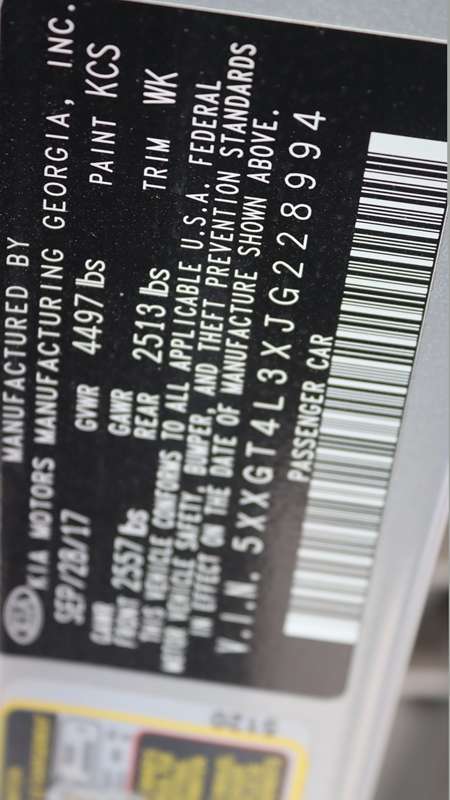 KIA
MANUFACTURED BY
KIA MOTORS MANUFACTURING GEORGIA, INC.
SEP/28/17 GVWR 4497 lbs PAINT KCS
GAWR GAWR
FRONT 2557 lbs REAR 2513 lbs TRIM WK
THIS VEHICLE CONFORMS TO ALL APPLICABLE U.S.A. FEDERAL
MOTOR VEHICLE SAFETY, BUMPER, AND THEFT PREVENTION STANDARDS
IN EFFECT ON THE DATE OF MANUFACTURE SHOWN ABOVE.
V.I.N. 5XXGT4L3XJG228994
PASSENGER CAR
5120